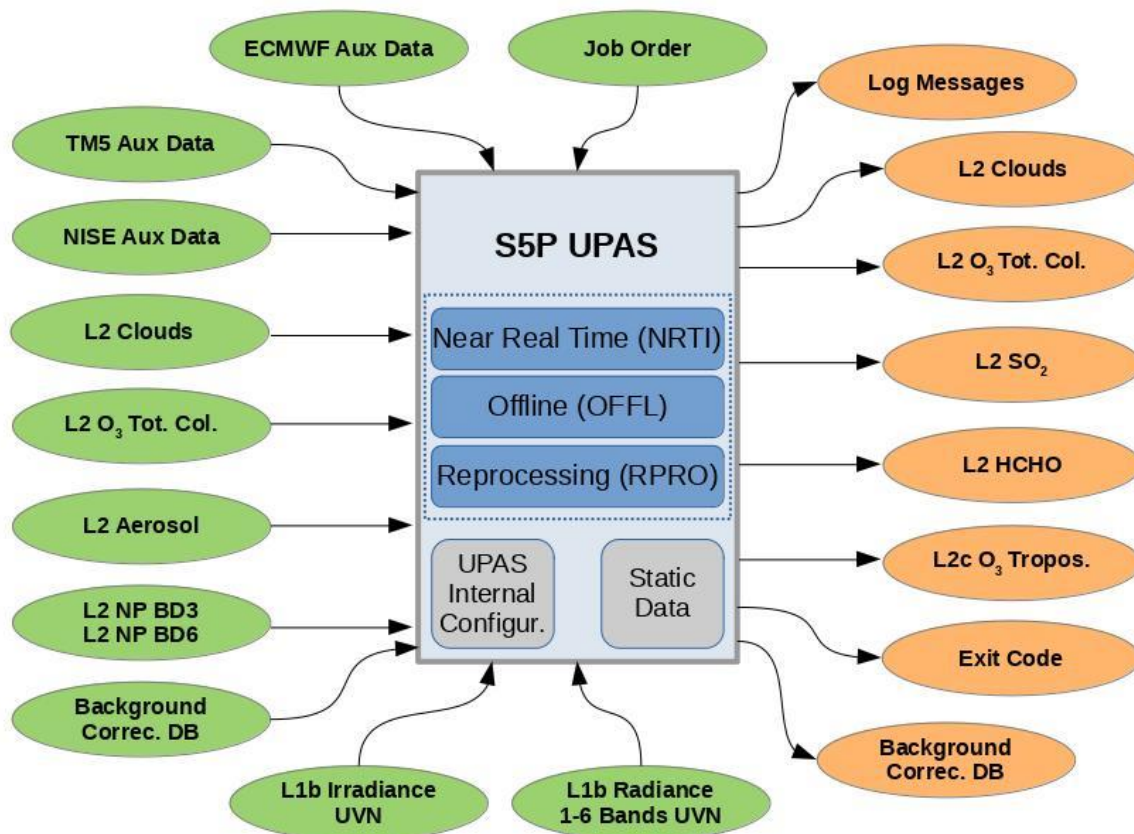 ECMWF Aux Data
Job Order
Log Messages
TM5 Aux Data
L2 Clouds
NISE Aux Data
S5P UPAS
L2 O₃ Tot. Col.
L2 Clouds
Near Real Time (NRTI)
L2 SO₂
Offline (OFFL)
L2 O₃ Tot. Col.
Reprocessing (RPRO)
L2 HCHO
L2 Aerosol
UPAS
Internal
Configur.
Static
Data
L2c O₃ Tropos.
L2 NP BD3
L2 NP BD6
Exit Code
Background
Correc. DB
Background
Correc. DB
L1b Irradiance
UVN
L1b Radiance
1-6 Bands UVN